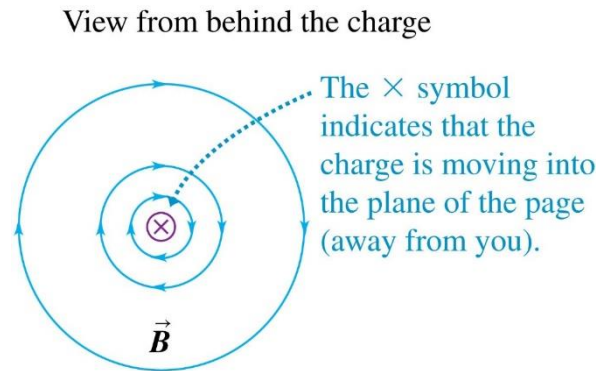 View from behind the charge
The × symbol
indicates that the
charge is moving into
the plane of the page
(away from you).
B⃗